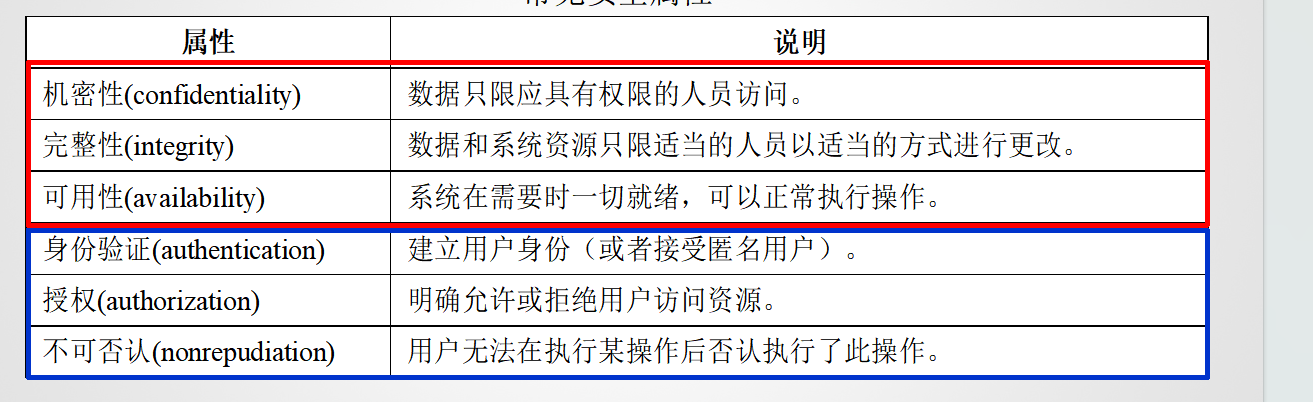 常见安全属性
属性 说明
机密性(confidentiality) 数据只限应具有权限的人员访问。
完整性(integrity) 数据和系统资源只限适当的人员以适当的方式进行更改。
可用性(availability) 系统在需要时一切就绪，可以正常执行操作。
身份验证(authentication) 建立用户身份（或者接受匿名用户）。
授权(authorization) 明确允许或拒绝用户访问资源。
不可否认(nonrepudiation) 用户无法在执行某操作后否认执行了此操作。